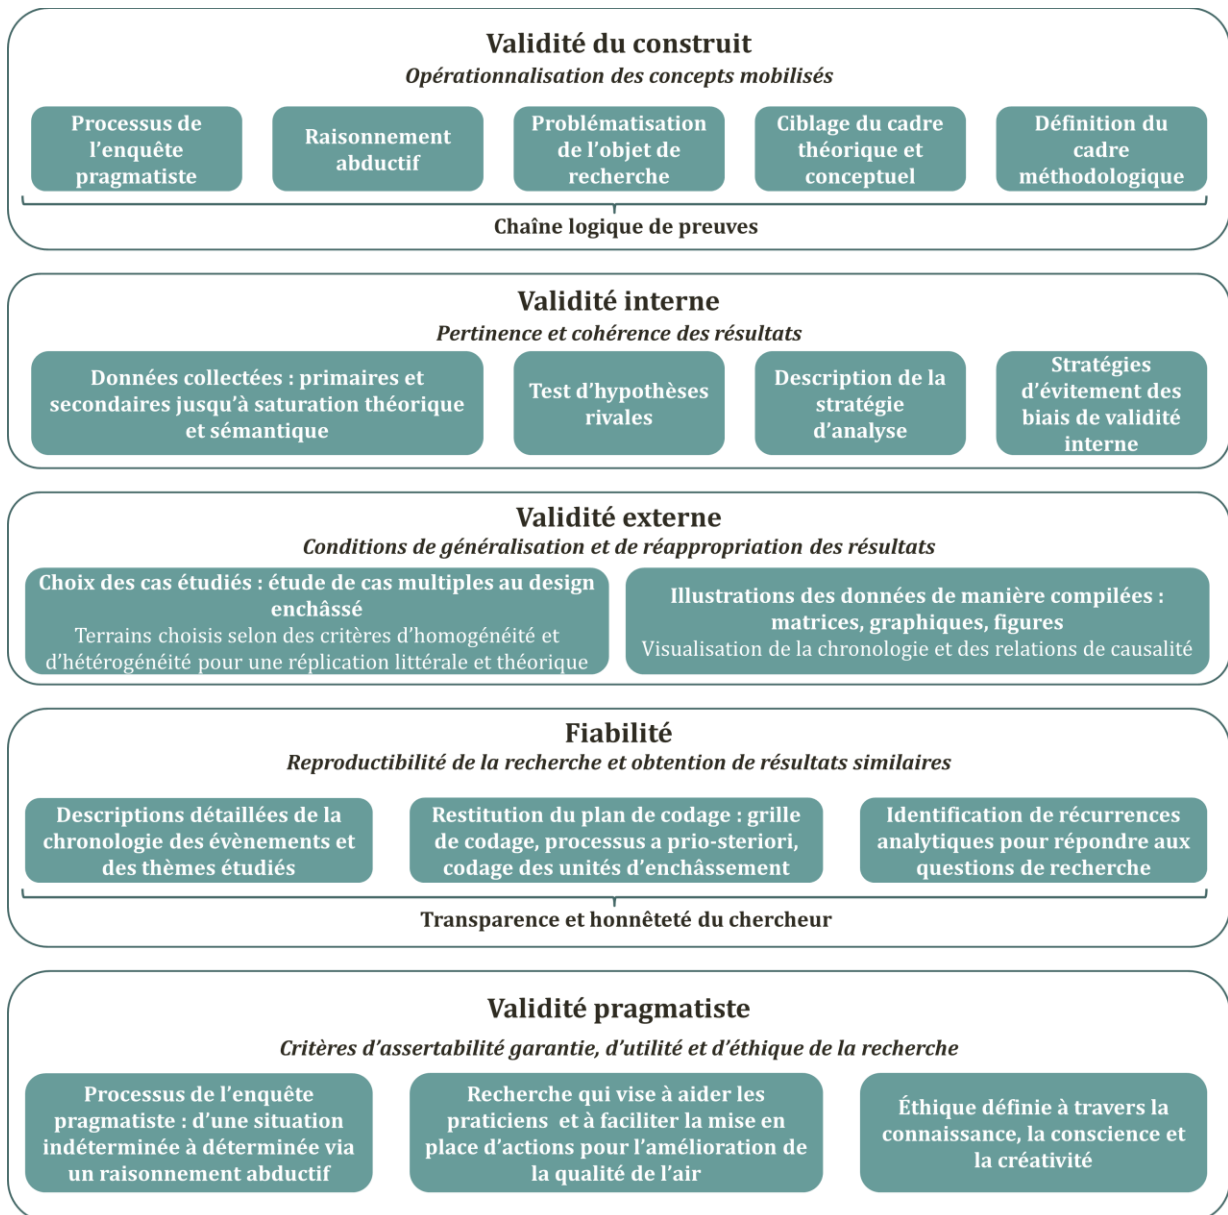 Validité du construit
Opérationnalisation des concepts mobilisés
Processus de
l'enquête
pragmatiste
Raisonnement
abductif
Problématisation
de l'objet de
recherche
Ciblage du cadre
théorique et
conceptuel
Définition du
cadre
méthodologique
Chaîne logique de preuves
Validité interne
Pertinence et cohérence des résultats
Données collectées : primaires et
secondaires jusqu'à saturation théorique
et sémantique
Test d'hypothèses
rivales
Description de la
stratégie
d'analyse
Stratégies
d'évitement des
biais de validité
interne
Validité externe
Conditions de généralisation et de réappropriation des résultats
Choix des cas étudiés : étude de cas multiples au design
enchâssé
Terrains choisis selon des critères d'homogénéité et
d'hétérogénéité pour une réplication littérale et théorique
Illustrations des données de manière compilées :
matrices, graphiques, figures
Visualisation de la chronologie et des relations de causalité
Fiabilité
Reproductibilité de la recherche et obtention de résultats similaires
Descriptions détaillées de la
chronologie des évènements et
des thèmes étudiés
Restitution du plan de codage : grille
de codage, processus a prio-steriori,
codage des unités d'enchâssement
Identification de récurrences
analytiques pour répondre aux
questions de recherche
Transparence et honnêteté du chercheur
Validité pragmatiste
Critères d'assertabilité garantie, d'utilité et d'éthique de la recherche
Processus de l'enquête
pragmatiste : d'une situation
indéterminée à déterminée via
un raisonnement abductif
Recherche qui vise à aider les
praticiens et à faciliter la mise en
place d'actions pour l'amélioration de
la qualité de l'air
Éthique définie à travers la
connaissance, la conscience et
la créativité